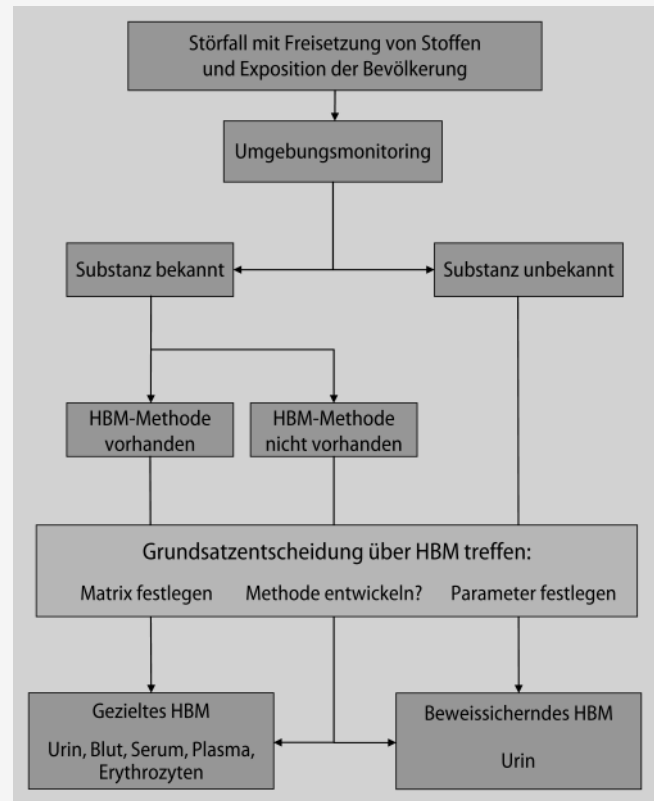 Störfall mit Freisetzung von Stoffen
und Exposition der Bevölkerung
Umgebungsmonitoring
Substanz bekannt
Substanz unbekannt
HBM-Methode
vorhanden
HBM-Methode
nicht vorhanden
Grundsatzentscheidung über HBM treffen:
Matrix festlegen
Methode entwickeln?
Parameter festlegen
Gezieltes HBM
Urin, Blut, Serum, Plasma,
Erythrozyten
Beweissicherndes HBM
Urin